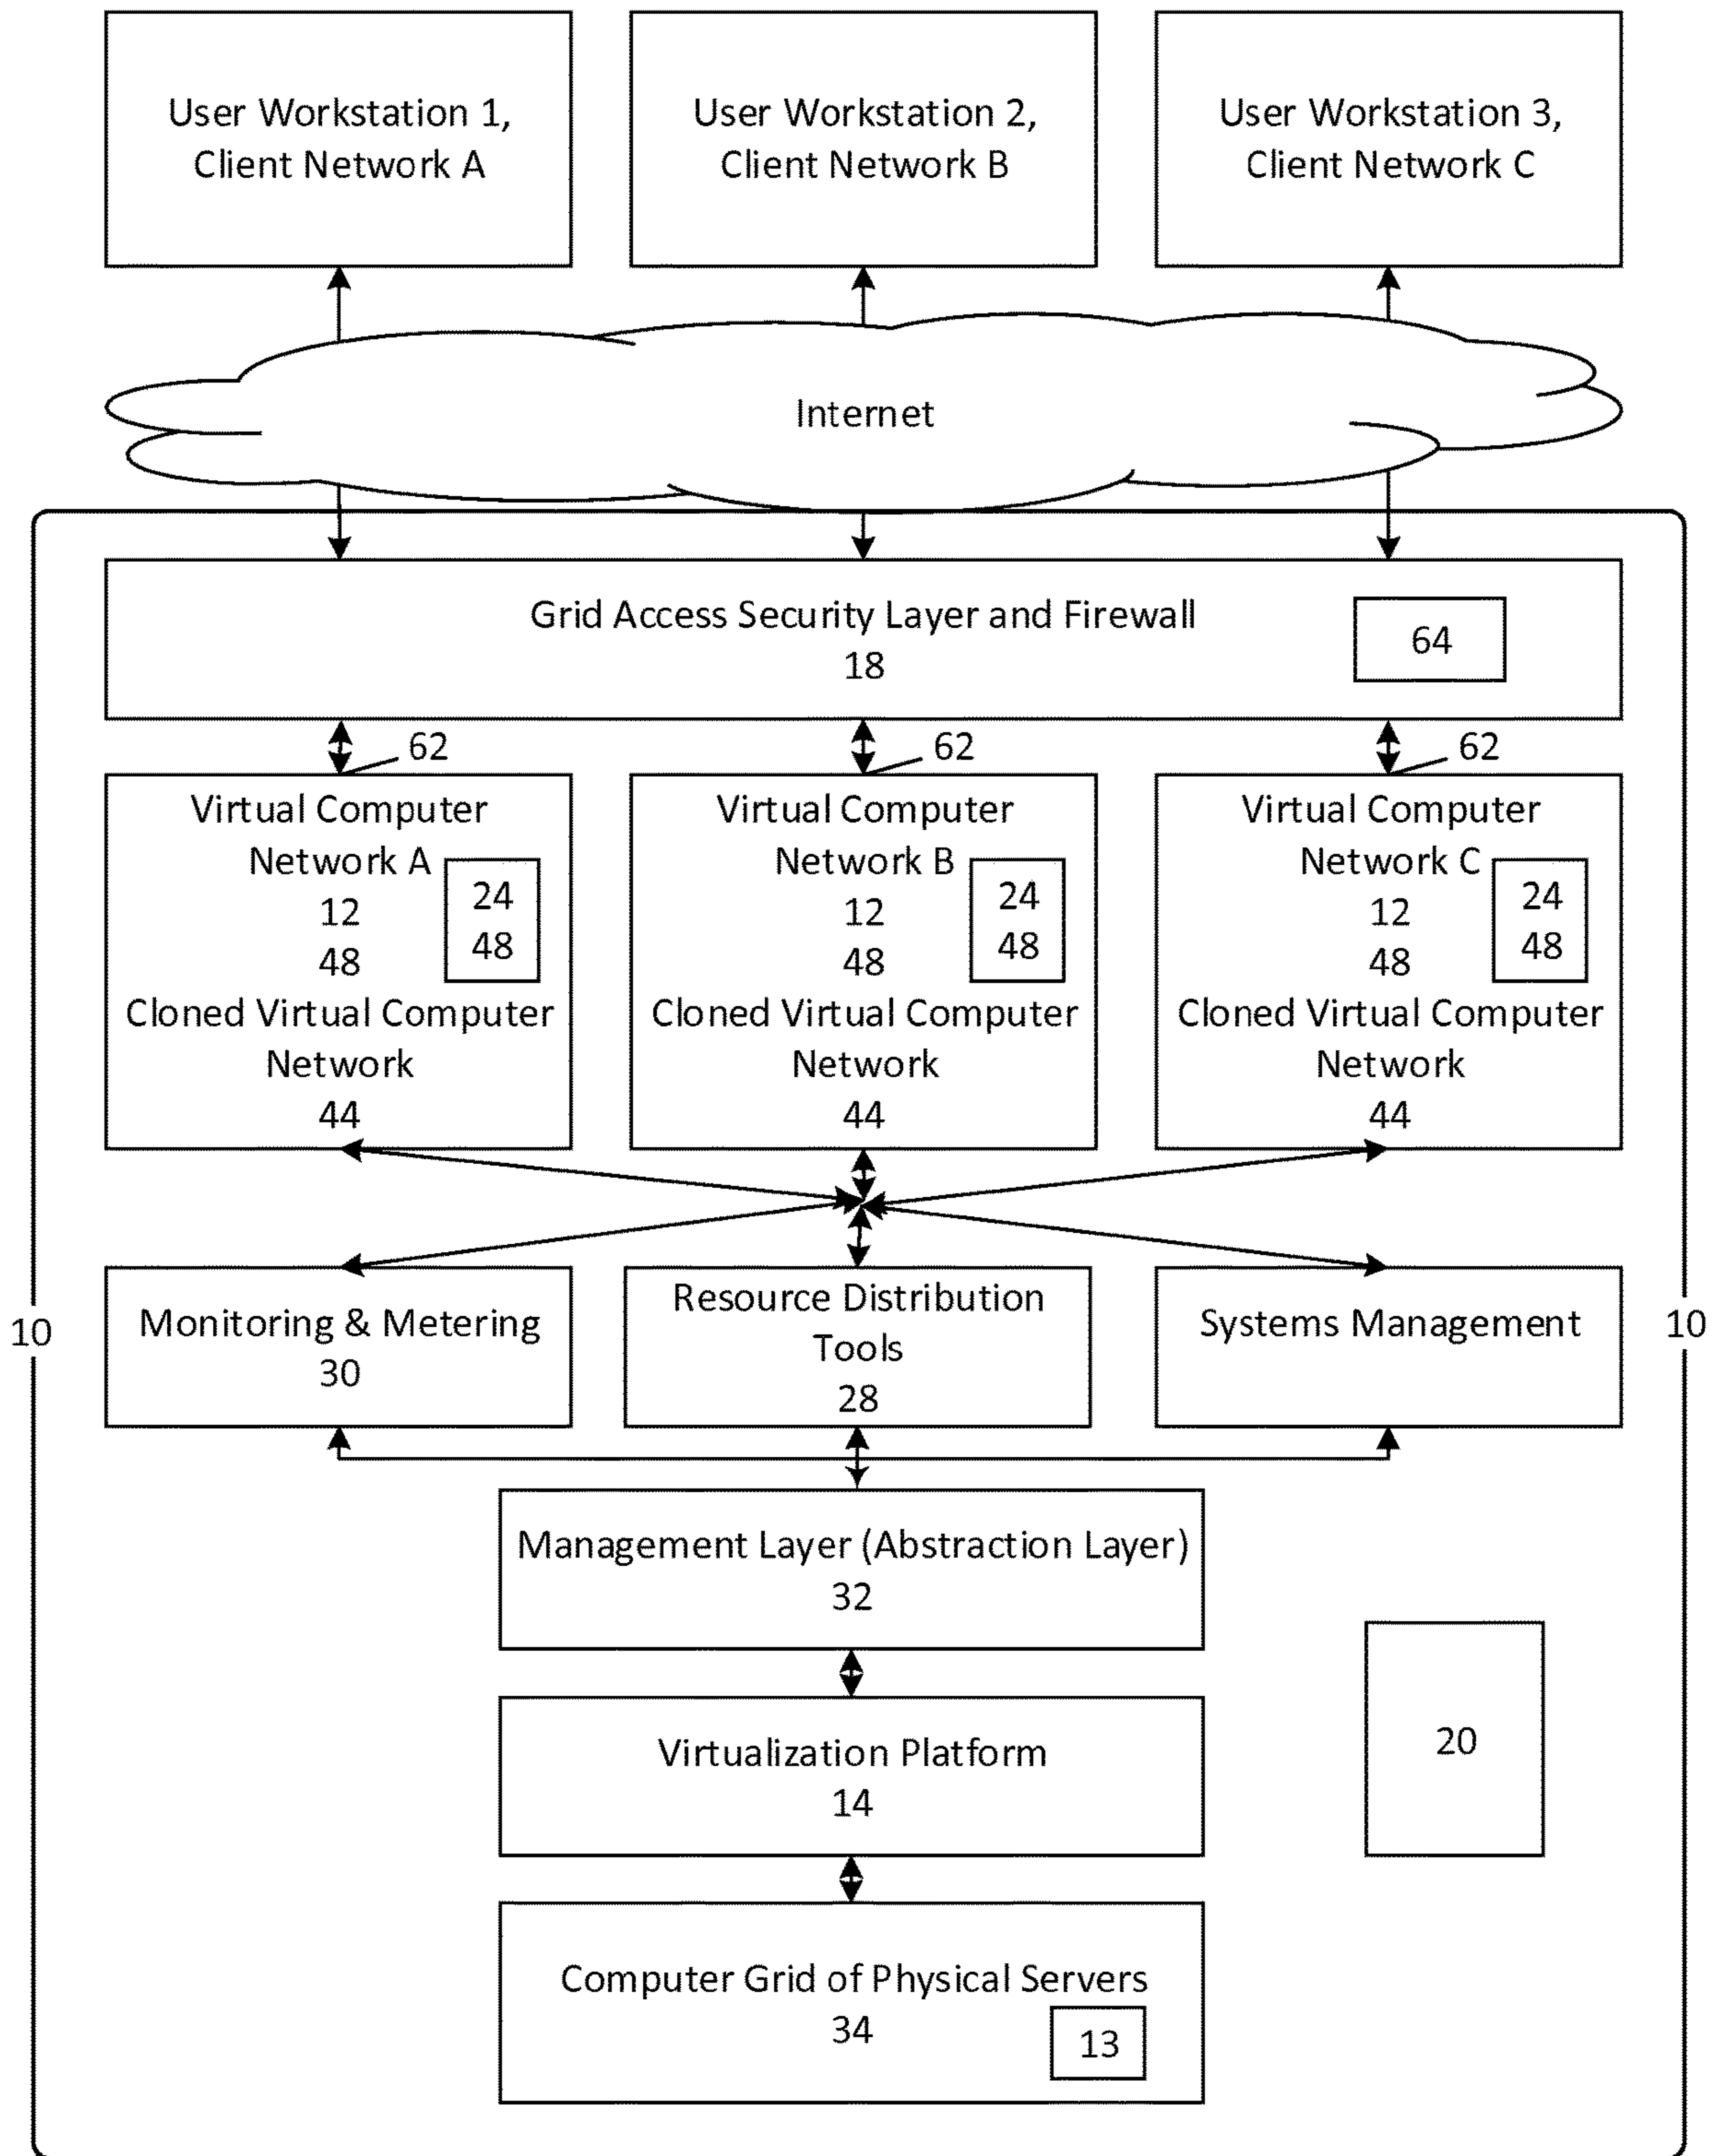 User Workstation 1,
Client Network A
User Workstation 2,
Client Network B
User Workstation 3,
Client Network C
Internet
Grid Access Security Layer and Firewall
18
64
62
62
62
Virtual Computer
Network A
12
48
Cloned Virtual Computer
Network
44
24
48
Virtual Computer
Network B
12
48
Cloned Virtual Computer
Network
44
24
48
Virtual Computer
Network C
12
48
Cloned Virtual Computer
Network
44
24
48
10
Monitoring & Metering
30
Resource Distribution
Tools
28
Systems Management
10
Management Layer (Abstraction Layer)
32
Virtualization Platform
14
20
Computer Grid of Physical Servers
34
13